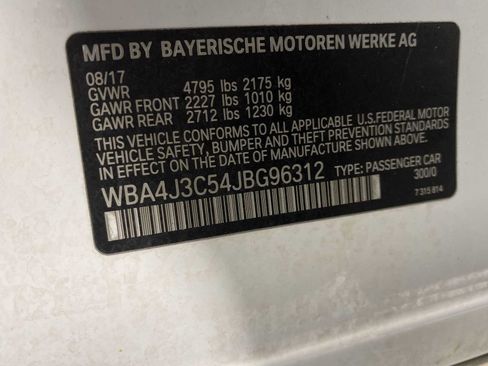 MFD BY BAYERISCHE MOTOREN WERKE AG
08/17
GVWR 4795 lbs 2175 kg
GAWR FRONT 2227 lbs 1010 kg
GAWR REAR 2712 lbs 1230 kg
THIS VEHICLE CONFORMS TO ALL APPLICABLE U.S.FEDERAL MOTOR
VEHICLE SAFETY, BUMPER, AND THEFT PREVENTION STANDARDS
IN EFFECT ON THE DATE OF MANUFACTURE SHOWN ABOVE.
WBA4J3C54JBG96312 TYPE: PASSENGER CAR
300/0
7 315 814